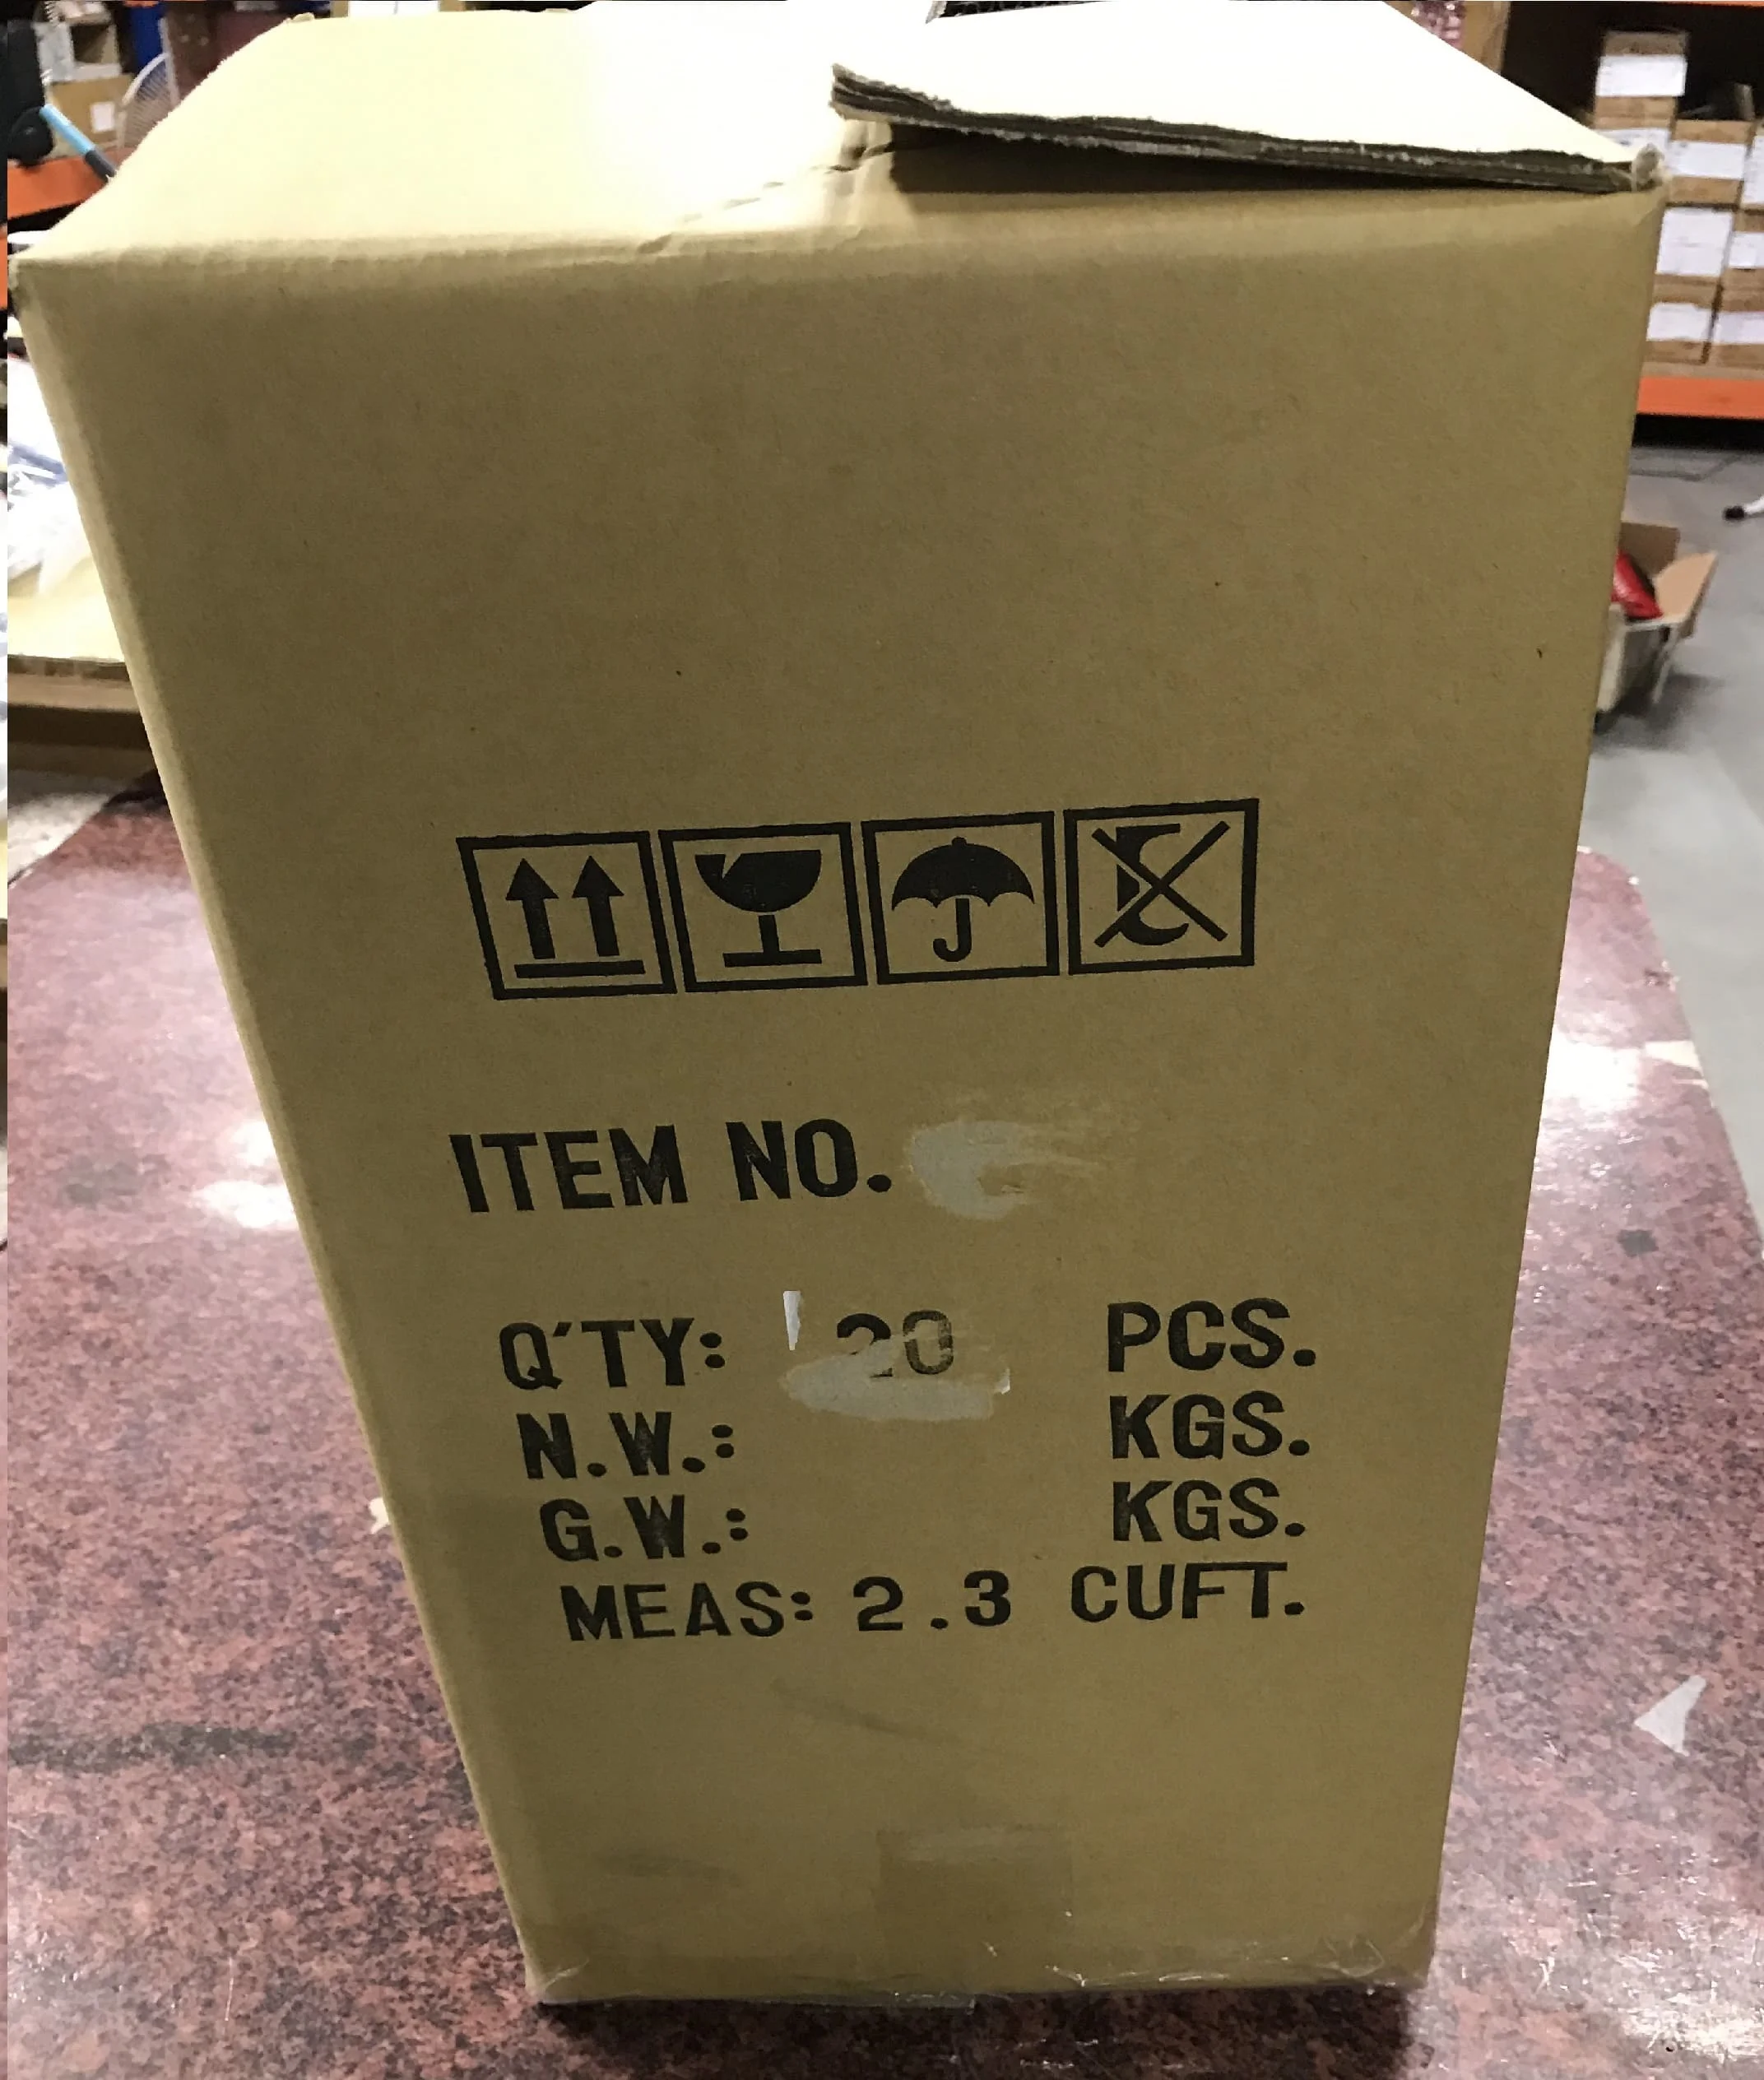 ITEM NO.
Q'TY: 20 PCS.
N.W.: KGS.
G.W.: KGS.
MEAS: 2.3 CUFT.